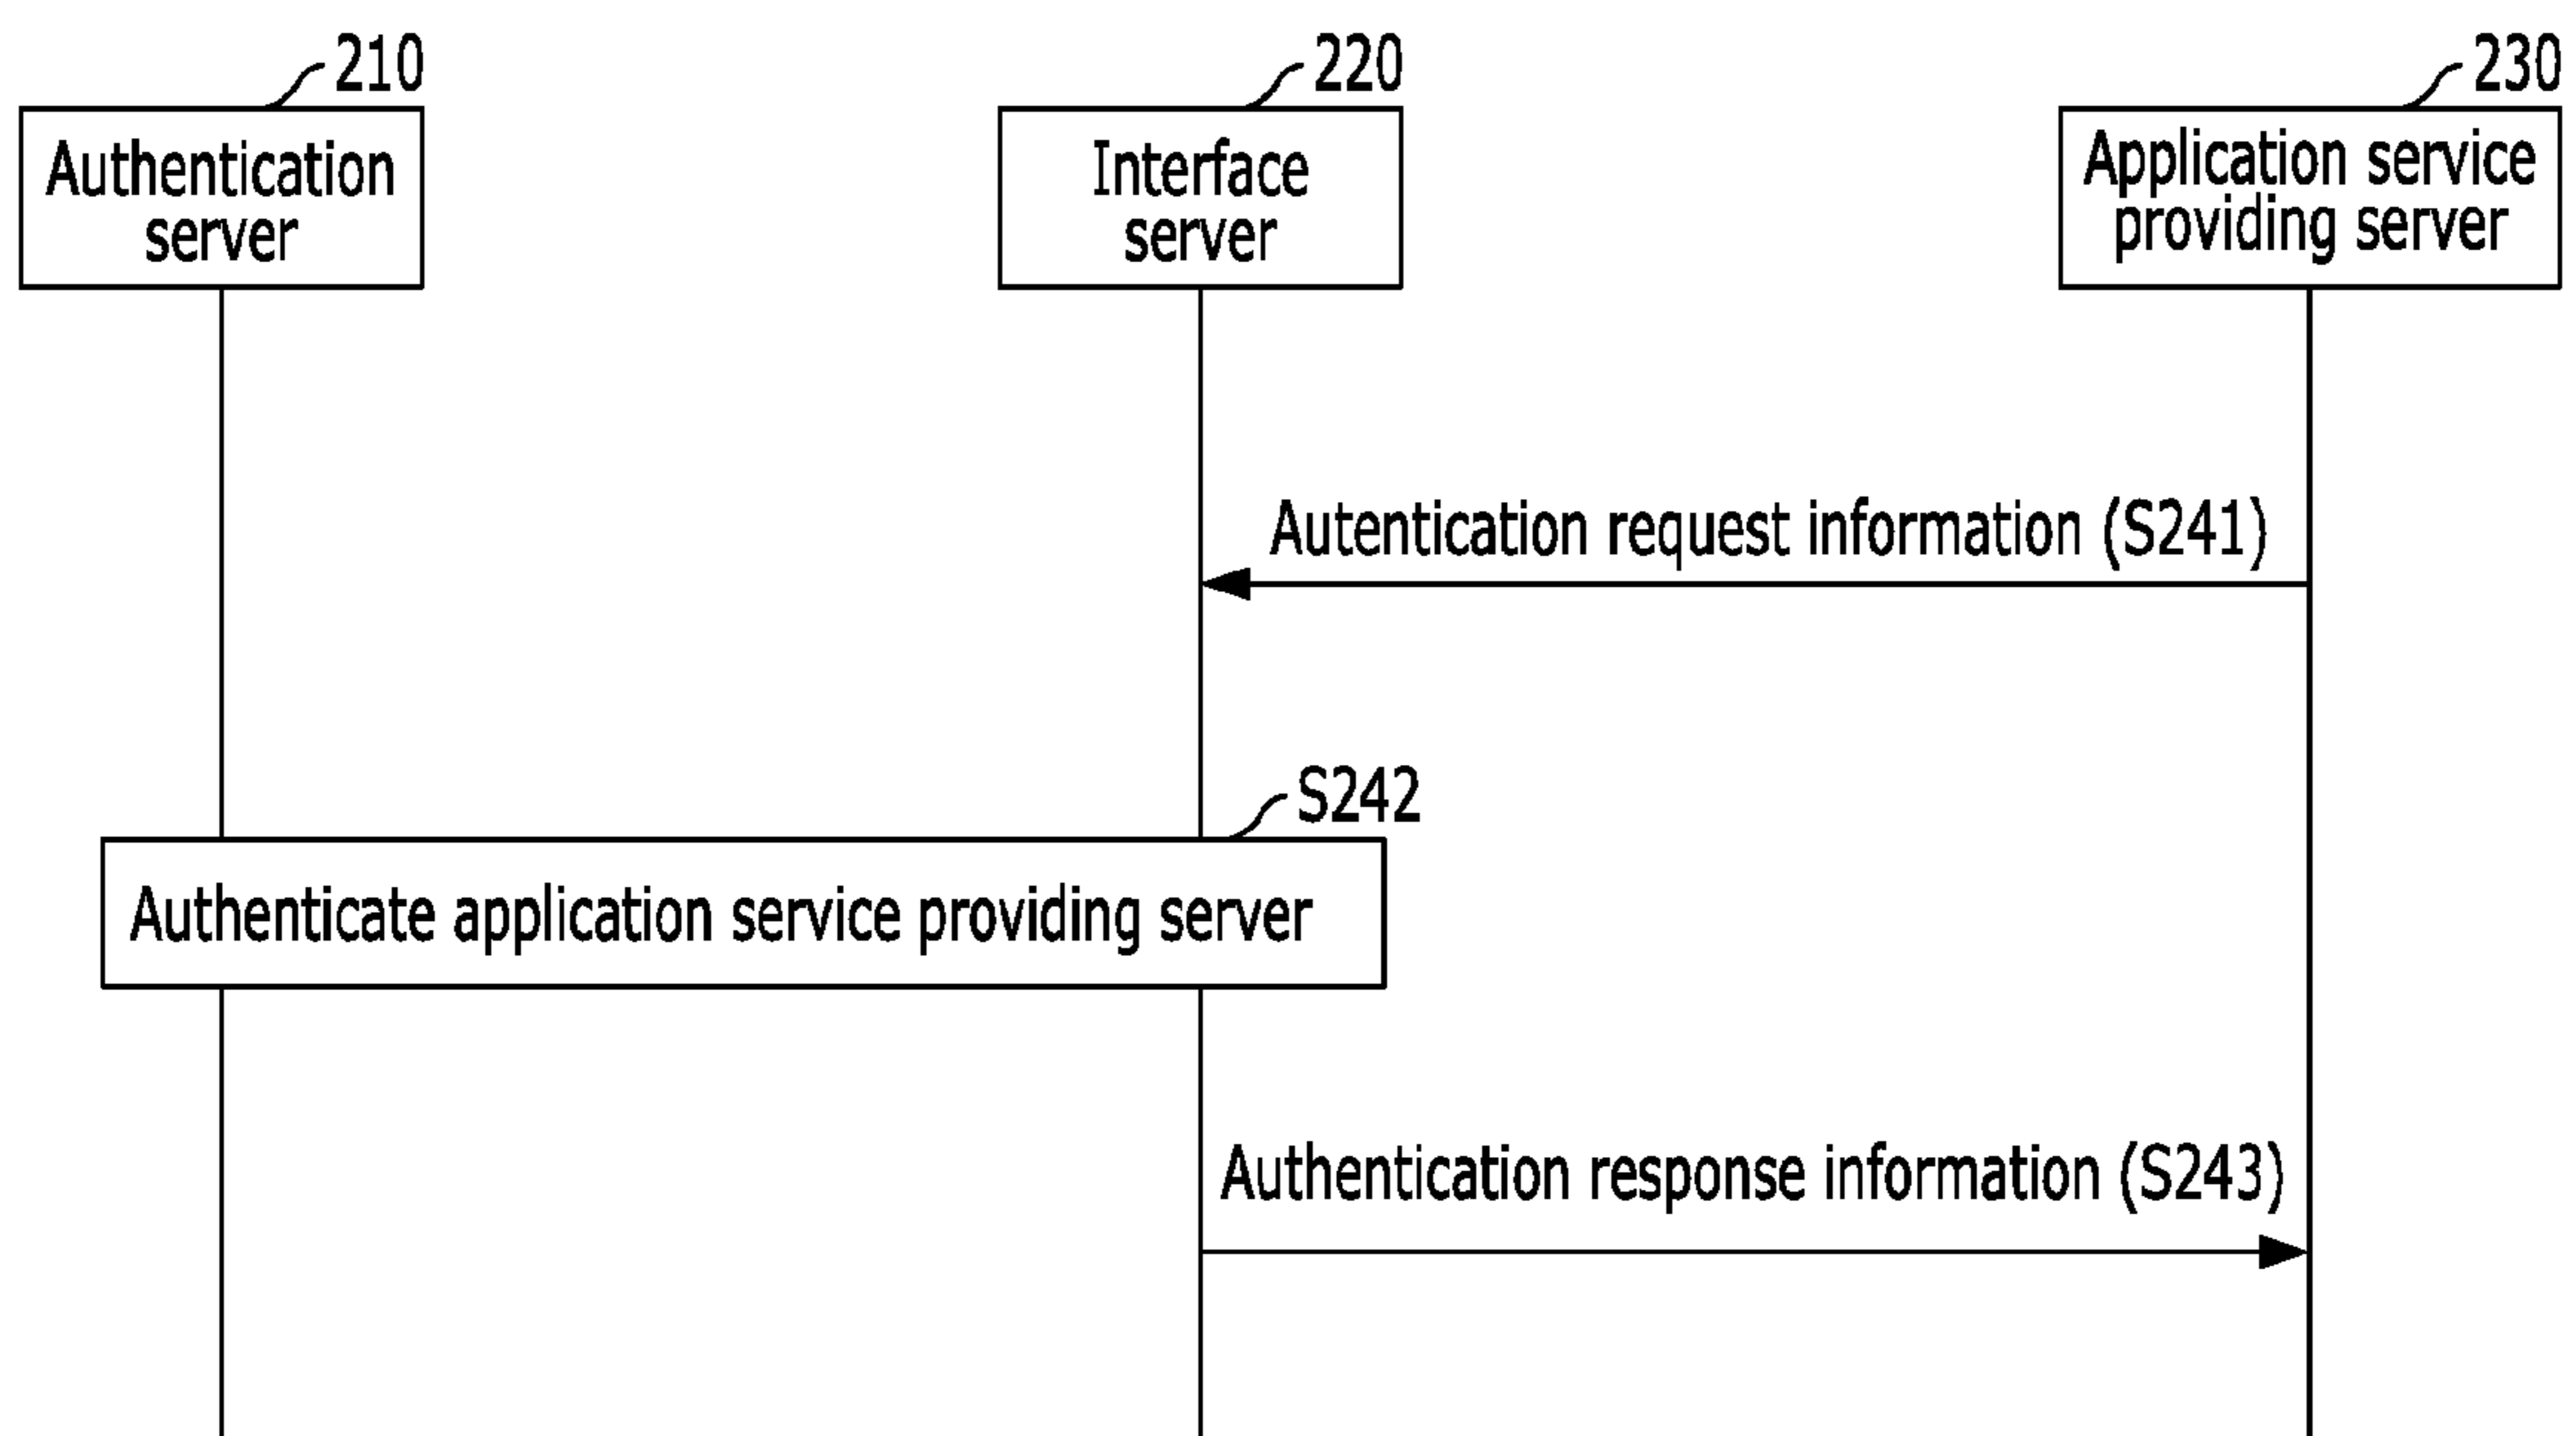 210
220
230
Authentication
server
Interface
server
Application service
providing server
Autentication request information (S241)
S242
Authenticate application service providing server
Authentication response information (S243)